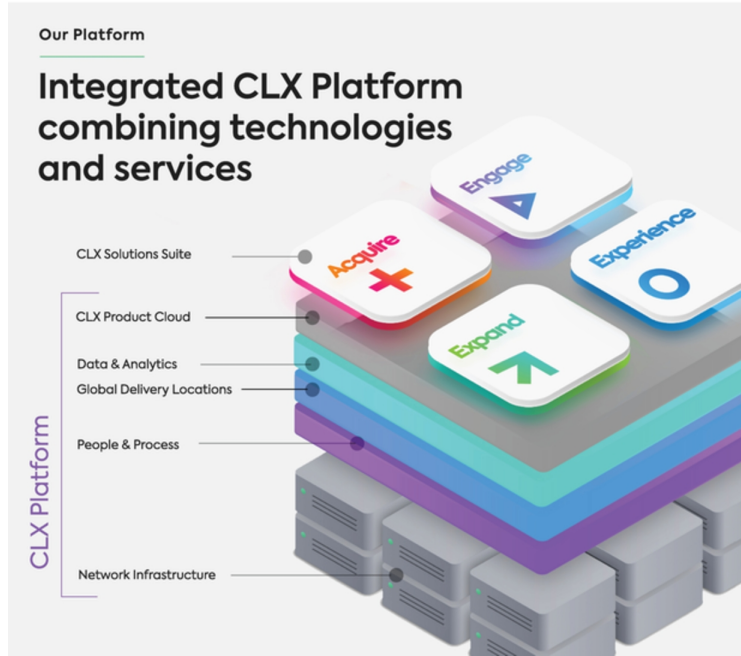 Our Platform
Integrated CLX Platform
combining technologies
and services
Engage
Acquire
Experience
Expand
CLX Solutions Suite
CLX Product Cloud
Data & Analytics
Global Delivery Locations
People & Process
Network Infrastructure
CLX Platform